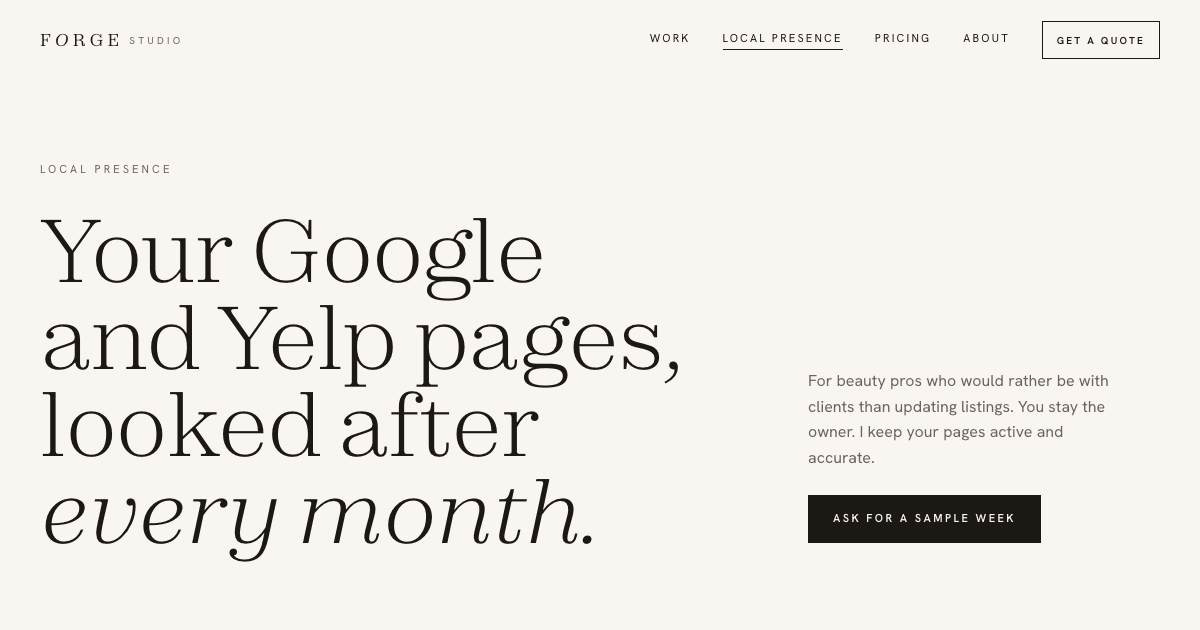 FORGE STUDIO
WORK
LOCAL PRESENCE
PRICING
ABOUT
GET A QUOTE
LOCAL PRESENCE
Your Google
and Yelp pages,
looked after
every month.
For beauty pros who would rather be with
clients than updating listings. You stay the
owner. I keep your pages active and
accurate.
ASK FOR A SAMPLE WEEK